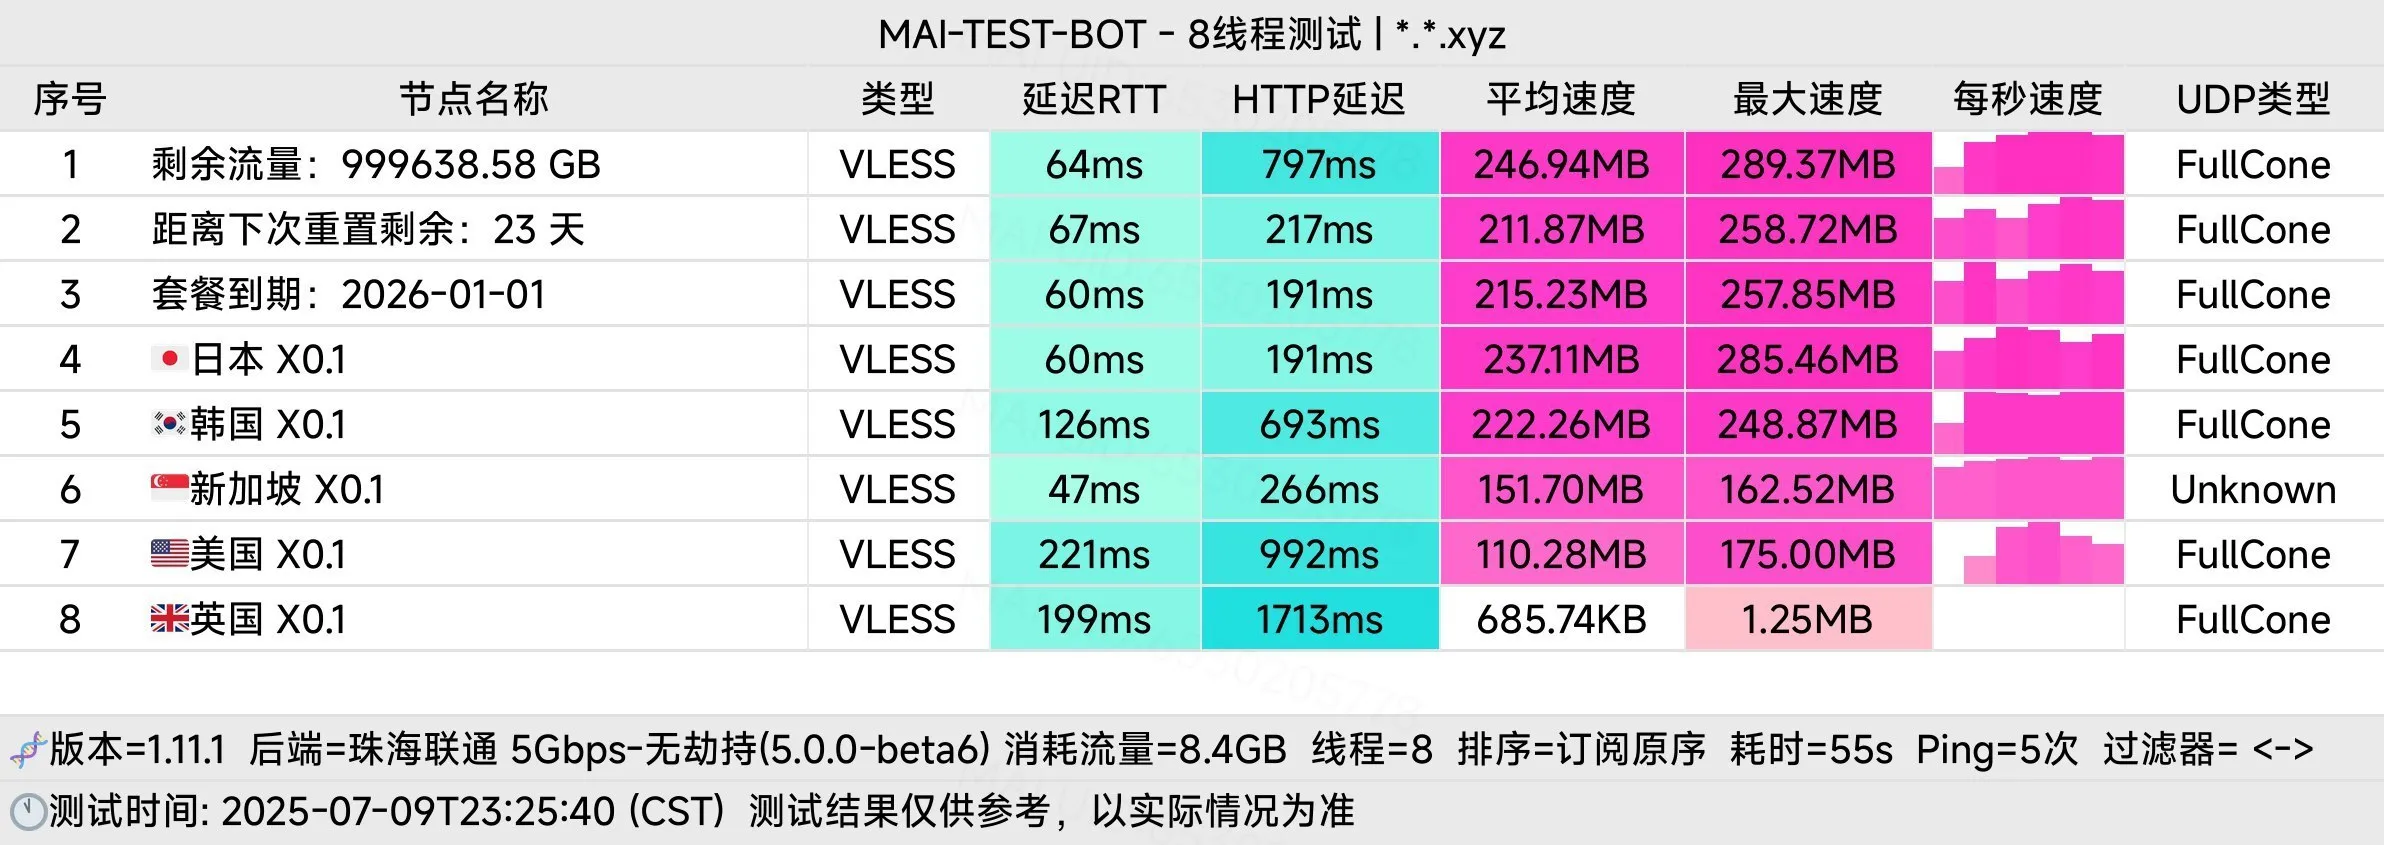 MAI-TEST-BOT - 8线程测试 | *.*.xyz
序号 节点名称 类型 延迟RTT HTTP延迟 平均速度 最大速度 每秒速度 UDP类型
1 剩余流量：999638.58 GB VLESS 64ms 797ms 246.94MB 289.37MB FullCone
2 距离下次重置剩余：23 天 VLESS 67ms 217ms 211.87MB 258.72MB FullCone
3 套餐到期：2026-01-01 VLESS 60ms 191ms 215.23MB 257.85MB FullCone
4 日本 X0.1 VLESS 60ms 191ms 237.11MB 285.46MB FullCone
5 韩国 X0.1 VLESS 126ms 693ms 222.26MB 248.87MB FullCone
6 新加坡 X0.1 VLESS 47ms 266ms 151.70MB 162.52MB Unknown
7 美国 X0.1 VLESS 221ms 992ms 110.28MB 175.00MB FullCone
8 英国 X0.1 VLESS 199ms 1713ms 685.74KB 1.25MB FullCone
版本=1.11.1 后端=珠海联通 5Gbps-无劫持(5.0.0-beta6) 消耗流量=8.4GB 线程=8 排序=订阅原序 耗时=55s Ping=5次 过滤器= <->
测试时间: 2025-07-09T23:25:40 (CST) 测试结果仅供参考，以实际情况为准